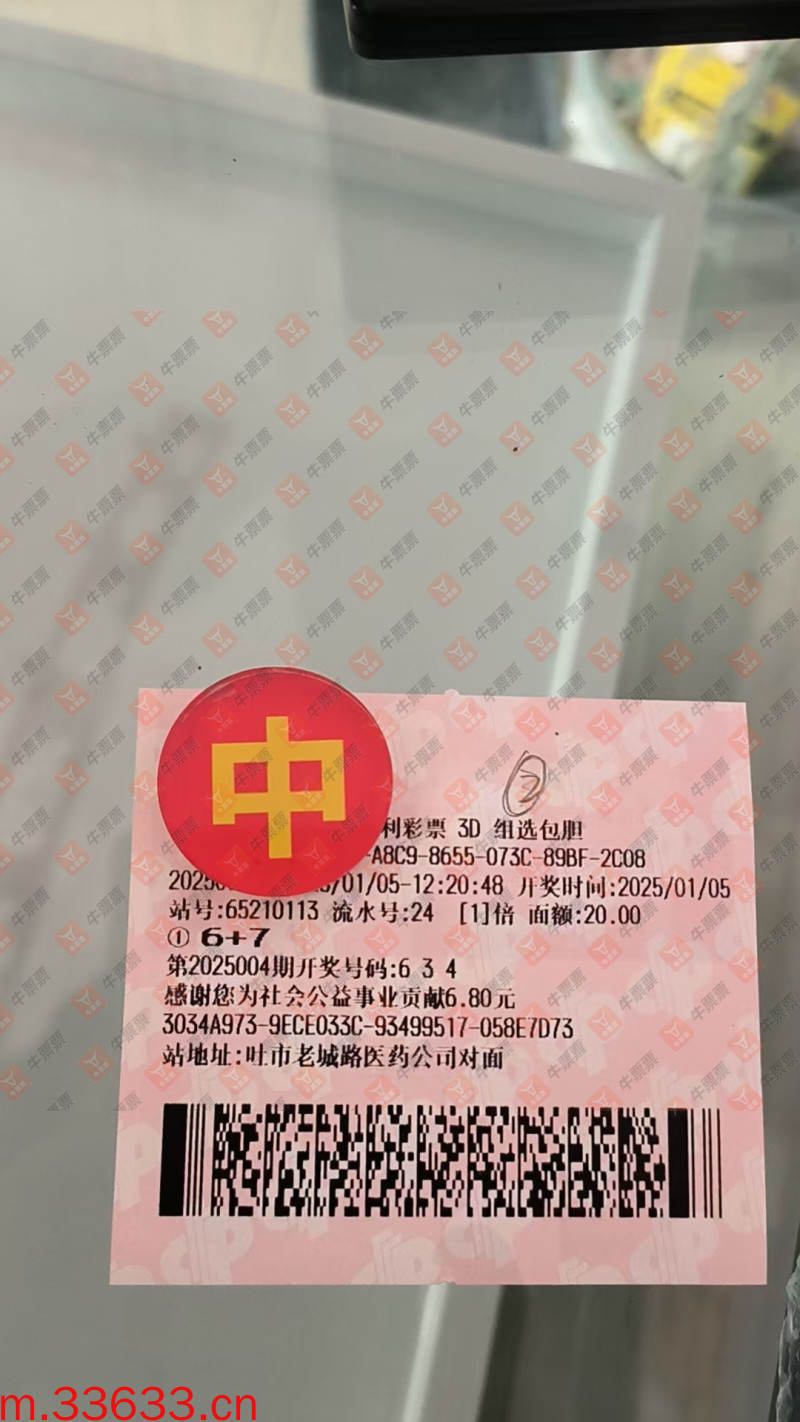 中
②
利彩票 3D 组选包胆
-A8C9-8655-073C-89BF-2C08
/01/05-12:20:48 开奖时间:2025/01/05
站号:65210113 流水号:24 [1]倍 面额:20.00
① 6+7
第2025004期开奖号码:6 3 4
感谢您为社会公益事业贡献6.80元
3034A973-9ECE033C-93499517-058E7D73
站地址:吐市老城路医药公司对面
牛票票
m.33633.cn